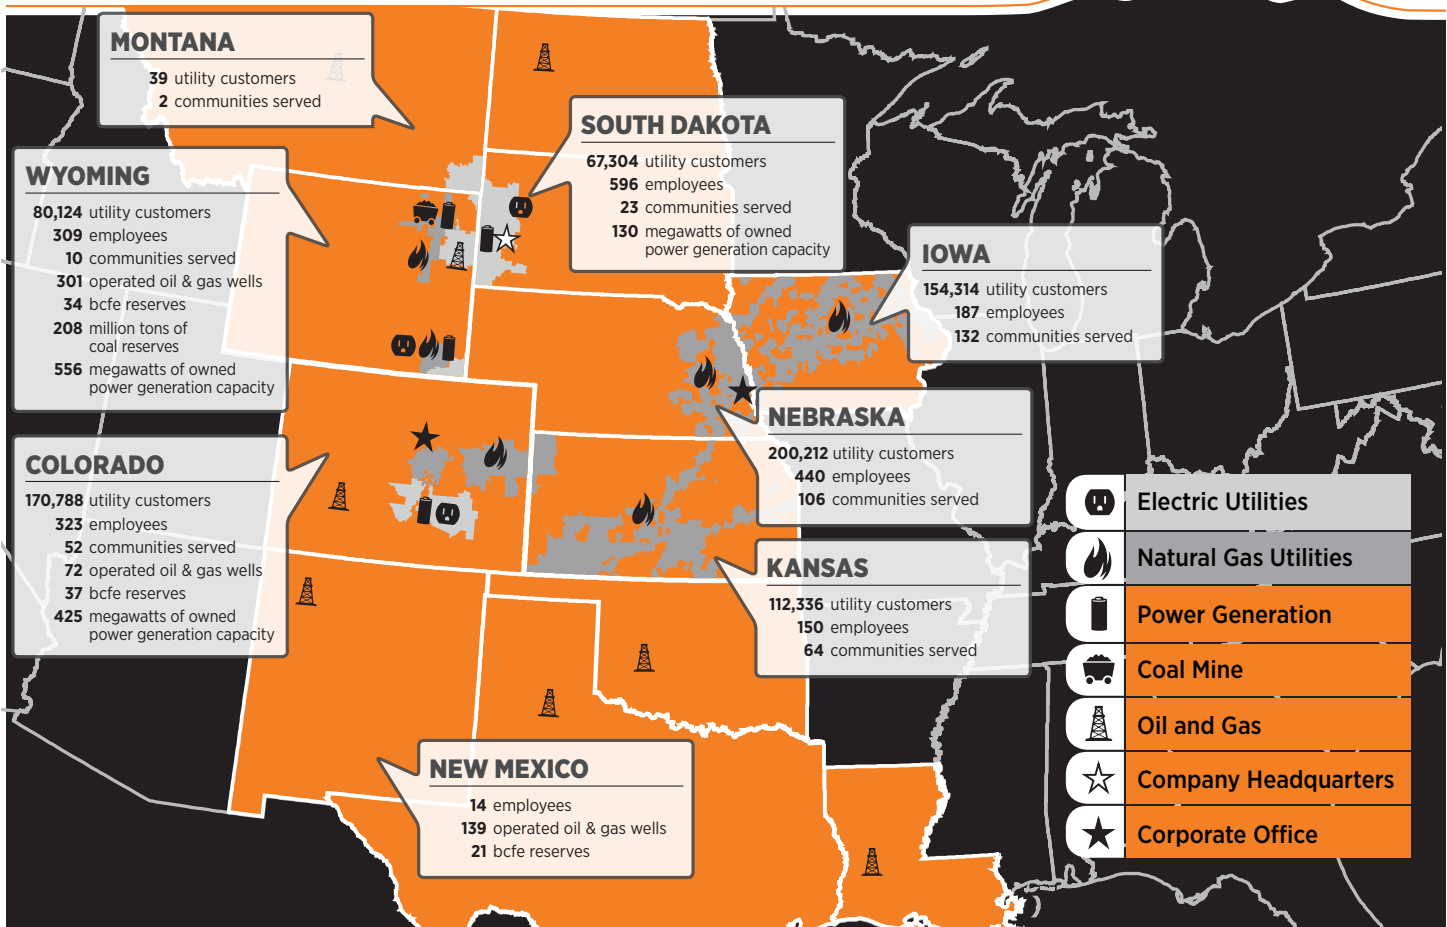 MONTANA
39 utility customers
2 communities served
WYOMING
80,124 utility customers
309 employees
10 communities served
301 operated oil & gas wells
34 bcfe reserves
208 million tons of
coal reserves
556 megawatts of owned
power generation capacity
COLORADO
170,788 utility customers
323 employees
52 communities served
72 operated oil & gas wells
37 bcfe reserves
425 megawatts of owned
power generation capacity
SOUTH DAKOTA
67,304 utility customers
596 employees
23 communities served
130 megawatts of owned
power generation capacity
IOWA
154,314 utility customers
187 employees
132 communities served
NEBRASKA
200,212 utility customers
440 employees
106 communities served
KANSAS
112,336 utility customers
150 employees
64 communities served
NEW MEXICO
14 employees
139 operated oil & gas wells
21 bcfe reserves
Electric Utilities
Natural Gas Utilities
Power Generation
Coal Mine
Oil and Gas
Company Headquarters
Corporate Office